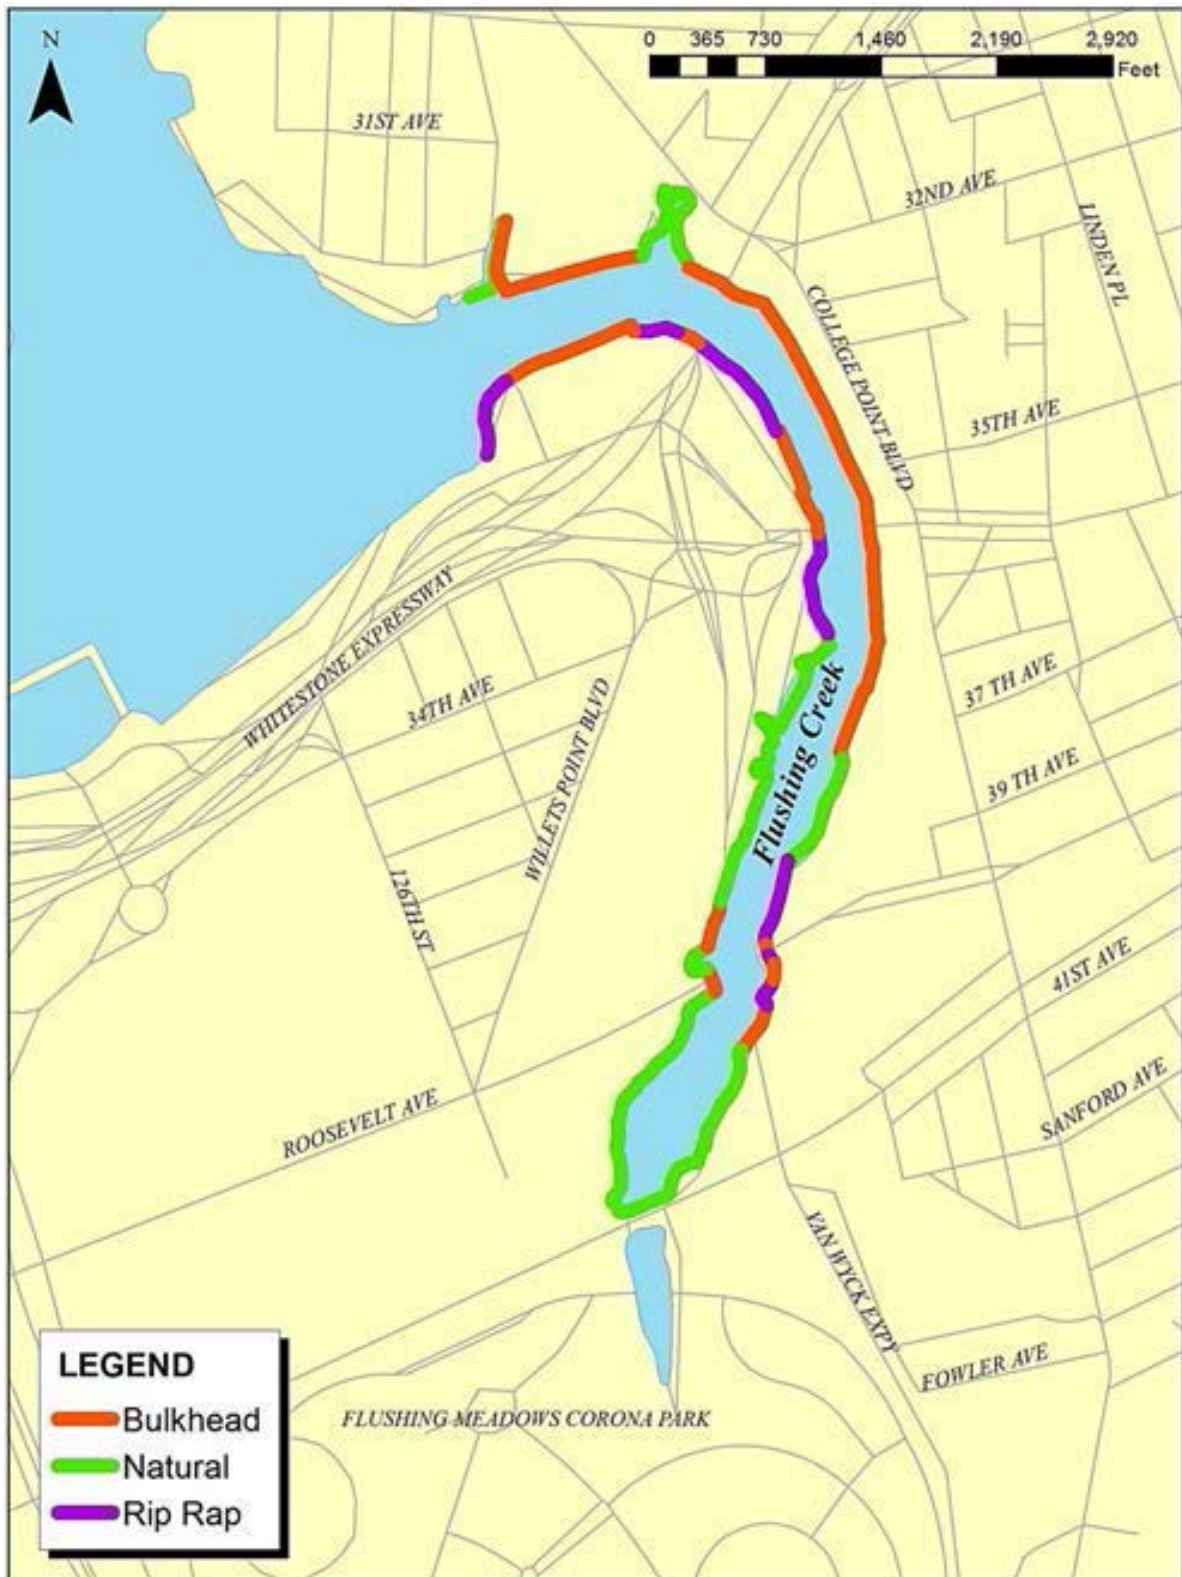 N
0 365 730 1,460 2,190 2,920
Feet
31ST AVE
32ND AVE
LINDEN PL
COLLEGE POINT BLVD
35TH AVE
WHITESTONE EXPRESSWAY
34TH AVE
WILLETS POINT BLVD
Flushing Creek
37 TH AVE
39 TH AVE
126TH ST
41ST AVE
ROOSEVELT AVE
SANFORD AVE
VAN WYCK EXPY
FOWLER AVE
FLUSHING MEADOWS CORONA PARK
LEGEND
Bulkhead
Natural
Rip Rap